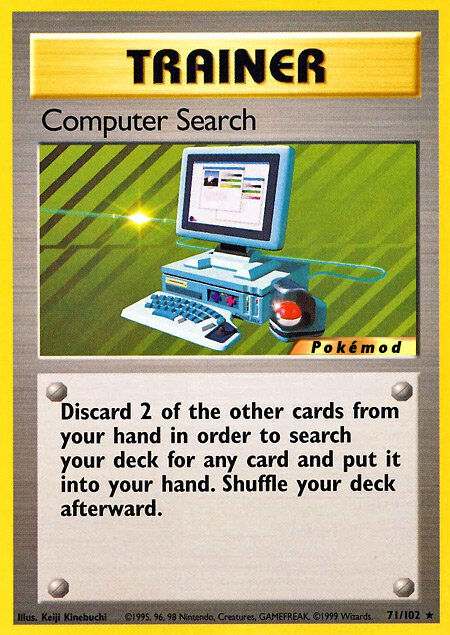 TRAINER
Computer Search
Pokémod
Discard 2 of the other cards from
your hand in order to search
your deck for any card and put it
into your hand. Shuffle your deck
afterward.
Illus. Keiji Kinebuchi ©1995, 96, 98 Nintendo, Creatures, GAMEFREAK. ©1999 Wizards. 71/102 ★